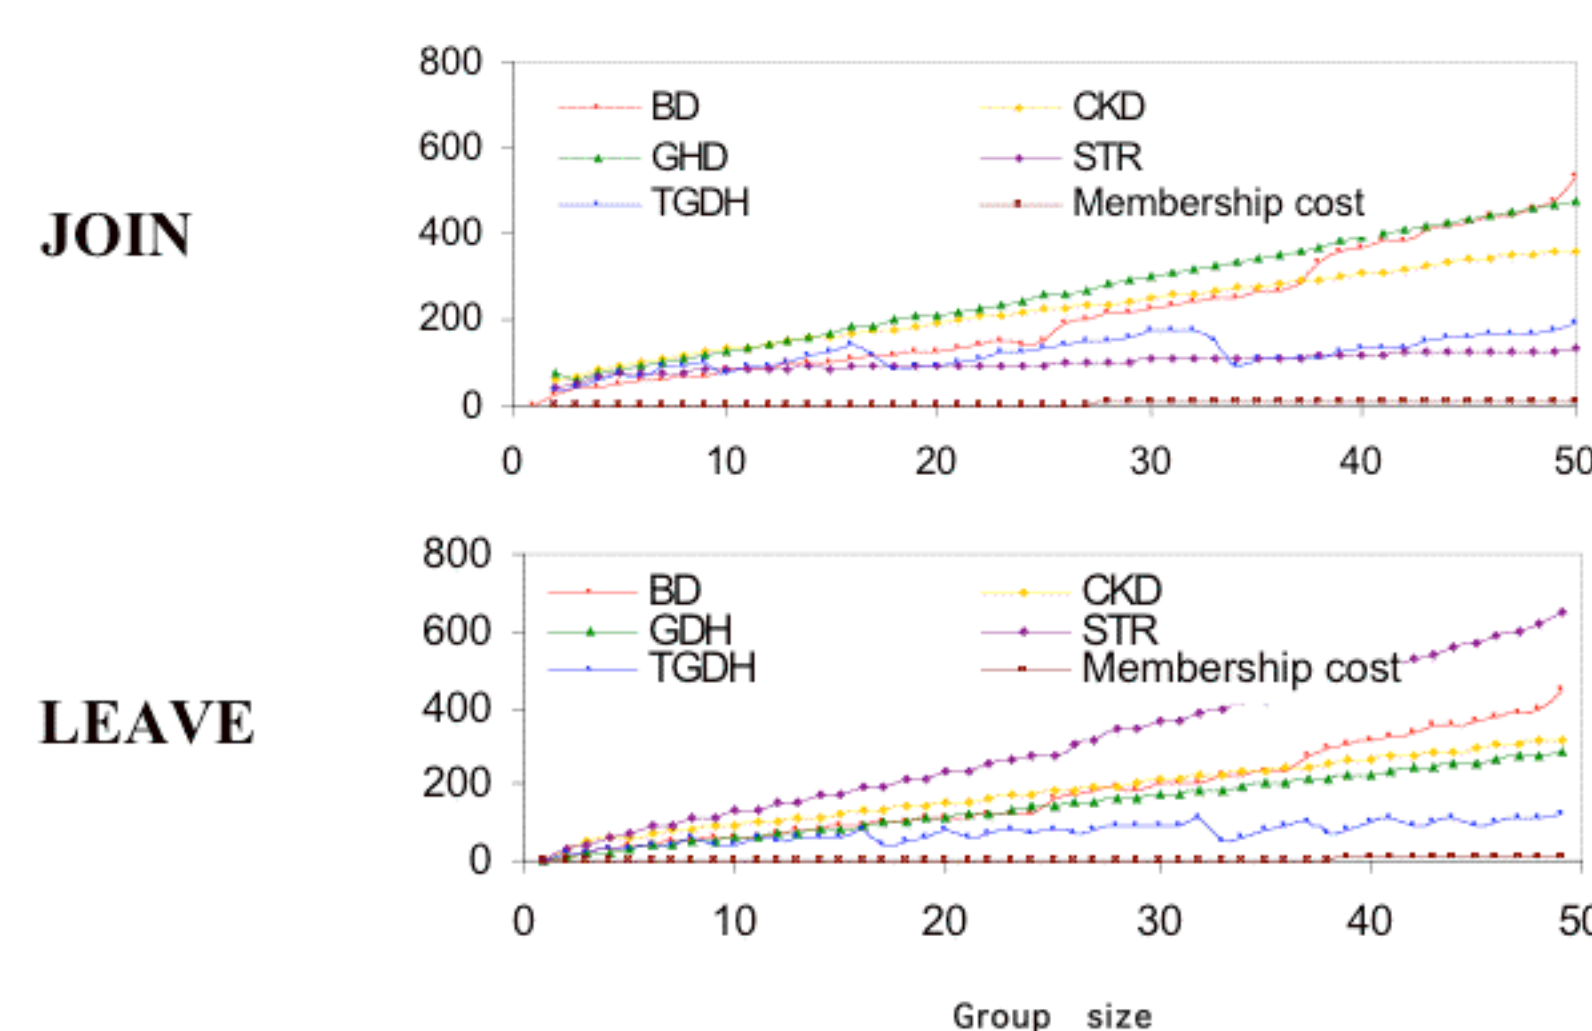 800
BD CKD
600
GHD STR
TGDH Membership cost
JOIN
400
200
0
0 10 20 30 40 50
800
BD CKD
600
GDH STR
TGDH Membership cost
LEAVE
400
200
0
0 10 20 30 40 50
Group size